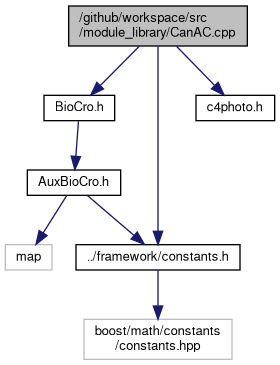 /github/workspace/src
/module_library/CanAC.cpp
BioCro.h
c4photo.h
AuxBioCro.h
map
../framework/constants.h
boost/math/constants
/constants.hpp